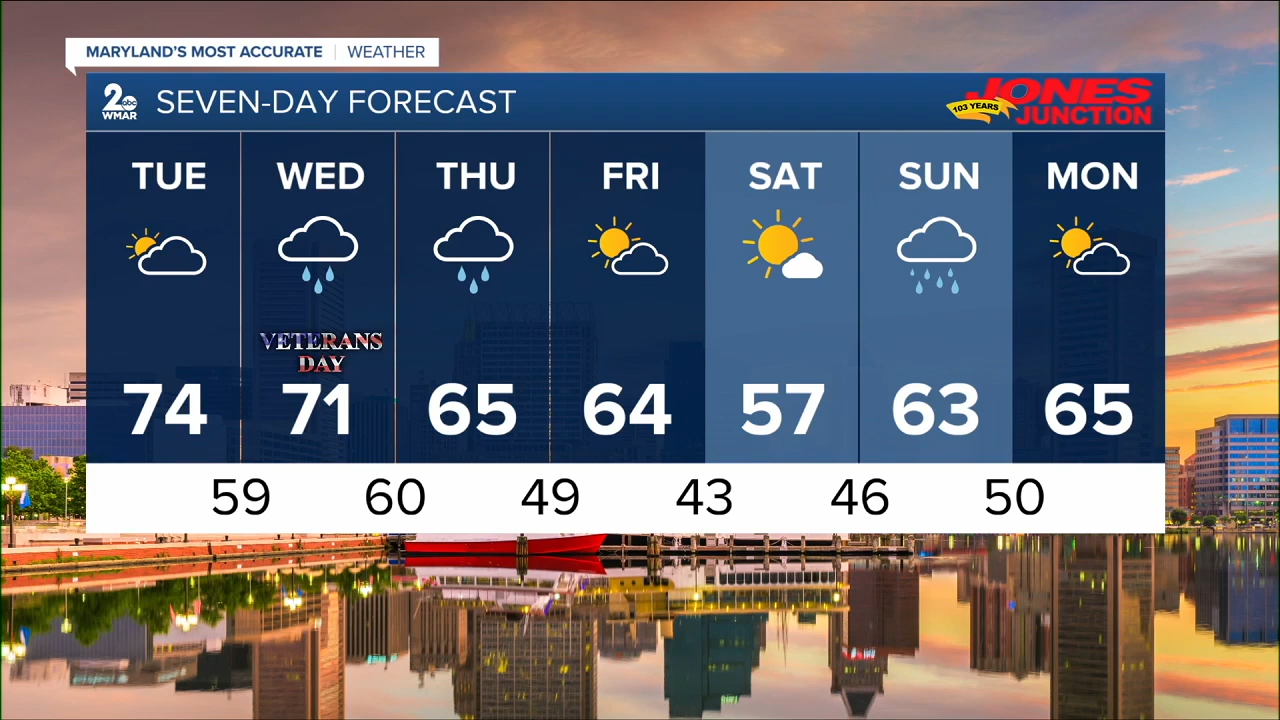 MARYLAND'S MOST ACCURATE | WEATHER
2 abc
WMAR
SEVEN-DAY FORECAST
103 YEARS
JONES
JUNCTION
TUE WED THU FRI SAT SUN MON
VETERANS
DAY
74 71 65 64 57 63 65
59 60 49 43 46 50